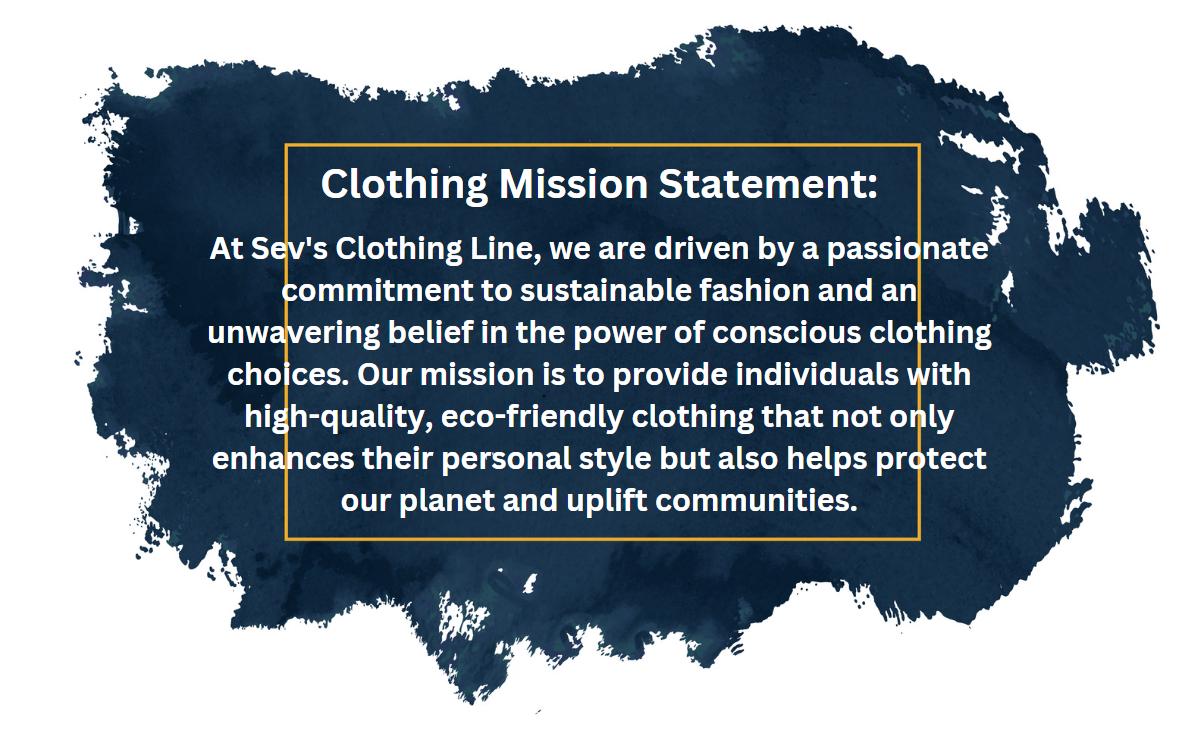 Clothing Mission Statement:
At Sev's Clothing Line, we are driven by a passionate
commitment to sustainable fashion and an
unwavering belief in the power of conscious clothing
choices. Our mission is to provide individuals with
high-quality, eco-friendly clothing that not only
enhances their personal style but also helps protect
our planet and uplift communities.